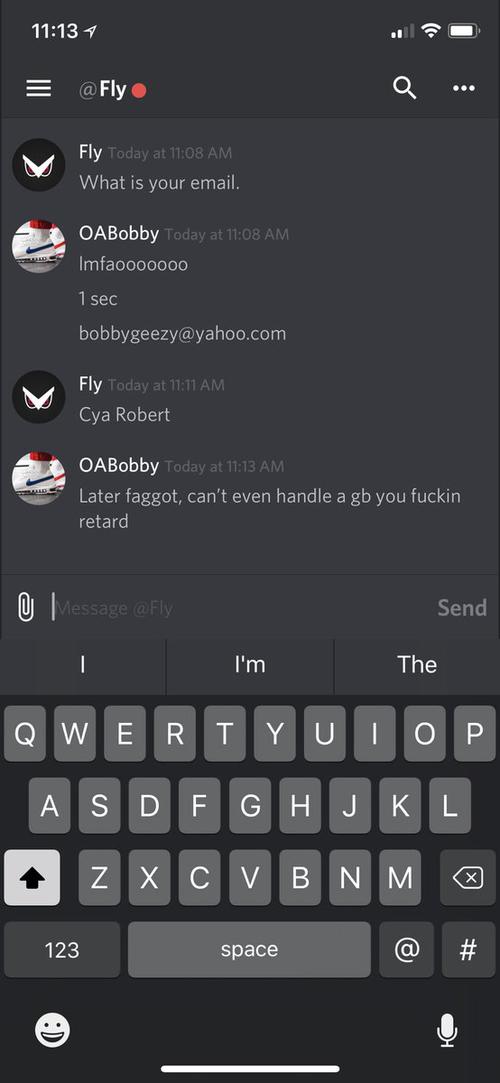 11:13
@Fly
Fly Today at 11:08 AM
What is your email.
OABobby Today at 11:08 AM
lmfaooooooo
1 sec
bobbygeezy@yahoo.com
Fly Today at 11:11 AM
Cya Robert
OABobby Today at 11:13 AM
Later faggot, can’t even handle a gb you fuckin
retard
Message @Fly
Send
I I'm The
Q W E R T Y U I O P
A S D F G H J K L
Z X C V B N M
123 space @ #